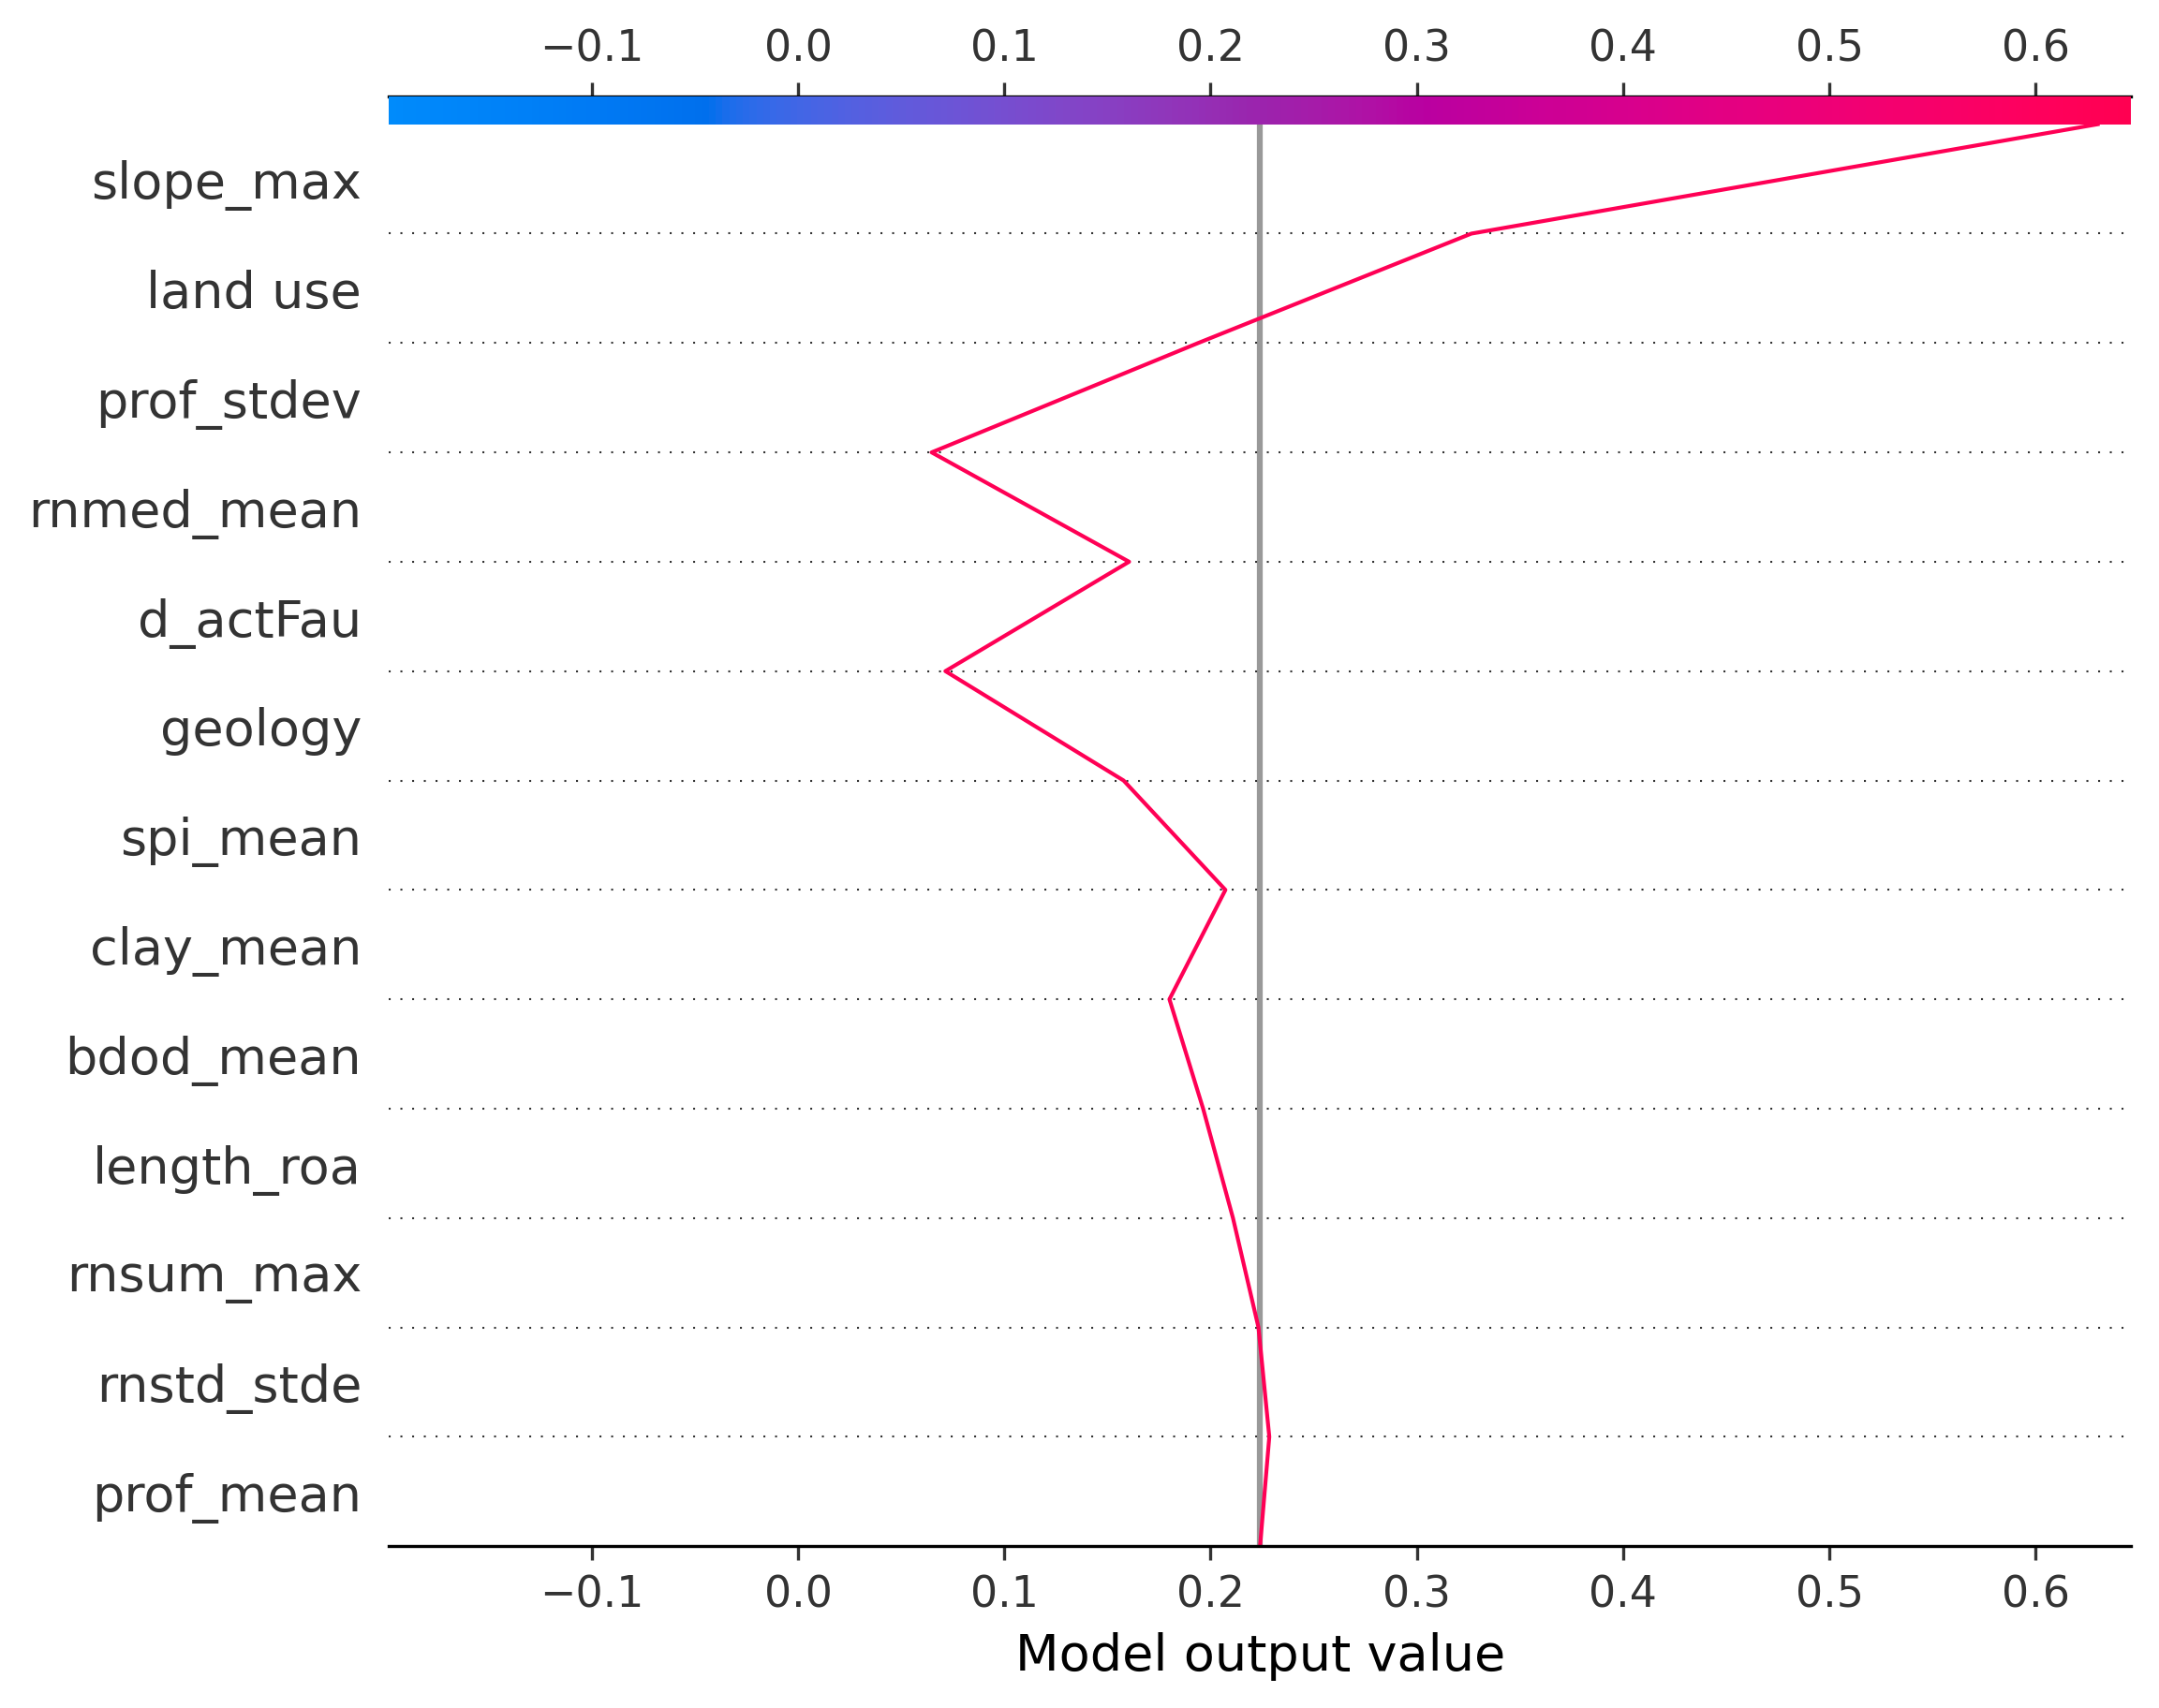 −0.1 0.0 0.1 0.2 0.3 0.4 0.5 0.6
slope_max
land use
prof_stdev
rnmed_mean
d_actFau
geology
spi_mean
clay_mean
bdod_mean
length_roa
rnsum_max
rnstd_stde
prof_mean
−0.1 0.0 0.1 0.2 0.3 0.4 0.5 0.6
Model output value